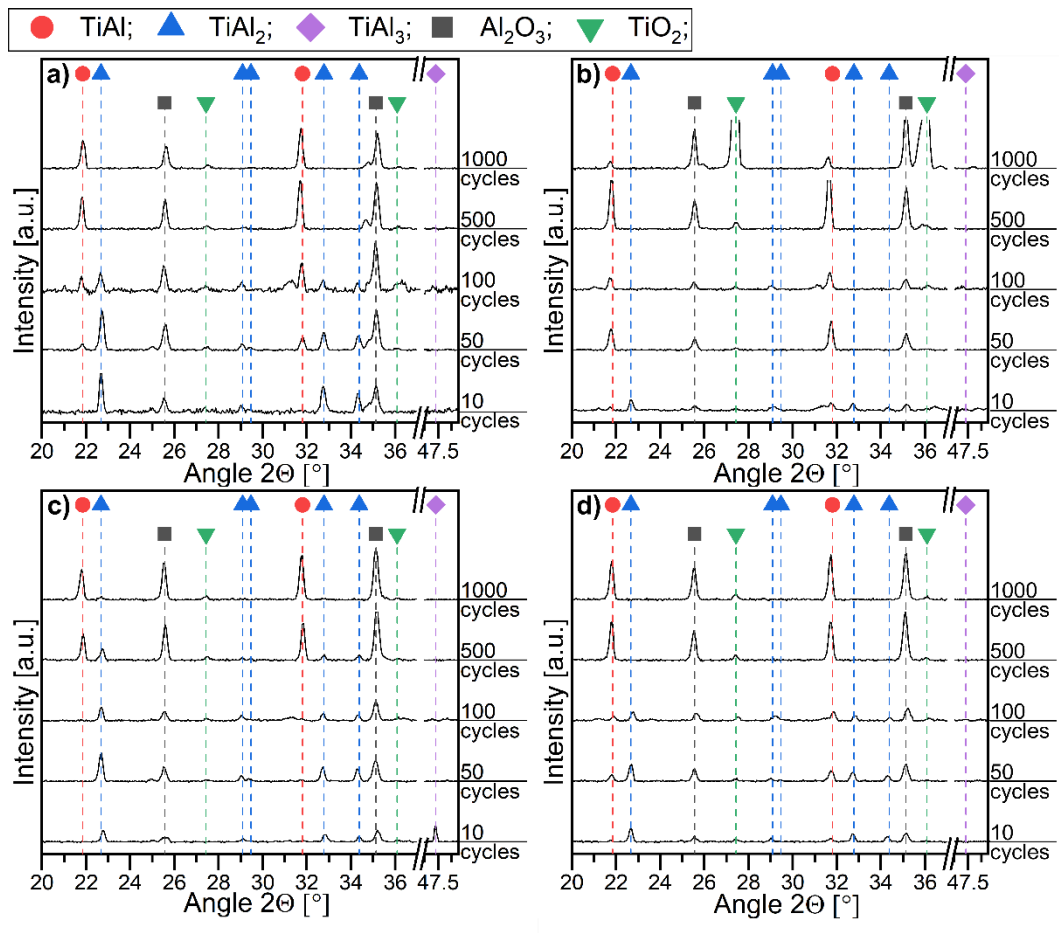 TiAl; TiAl₂; TiAl₃; Al₂O₃; TiO₂;
a)
Intensity [a.u.]
1000
cycles
500
cycles
100
cycles
50
cycles
10
cycles
20 22 24 26 28 30 32 34 36 47.5
Angle 2Θ [°]
b)
Intensity [a.u.]
1000
cycles
500
cycles
100
cycles
50
cycles
10
cycles
20 22 24 26 28 30 32 34 36 47.5
Angle 2Θ [°]
c)
Intensity [a.u.]
1000
cycles
500
cycles
100
cycles
50
cycles
10
cycles
20 22 24 26 28 30 32 34 36 47.5
Angle 2Θ [°]
d)
Intensity [a.u.]
1000
cycles
500
cycles
100
cycles
50
cycles
10
cycles
20 22 24 26 28 30 32 34 36 47.5
Angle 2Θ [°]